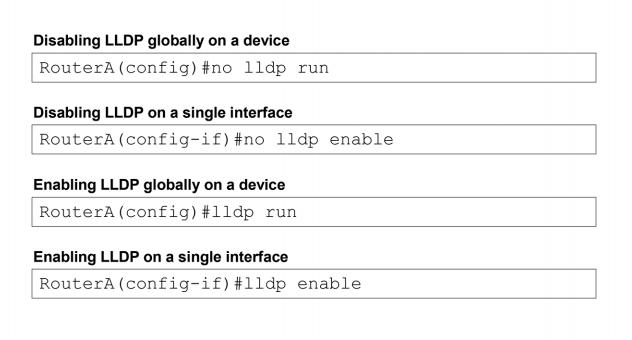 Disabling LLDP globally on a device
RouterA(config)#no lldp run
Disabling LLDP on a single interface
RouterA(config-if)#no lldp enable
Enabling LLDP globally on a device
RouterA(config)#lldp run
Enabling LLDP on a single interface
RouterA(config-if)#lldp enable